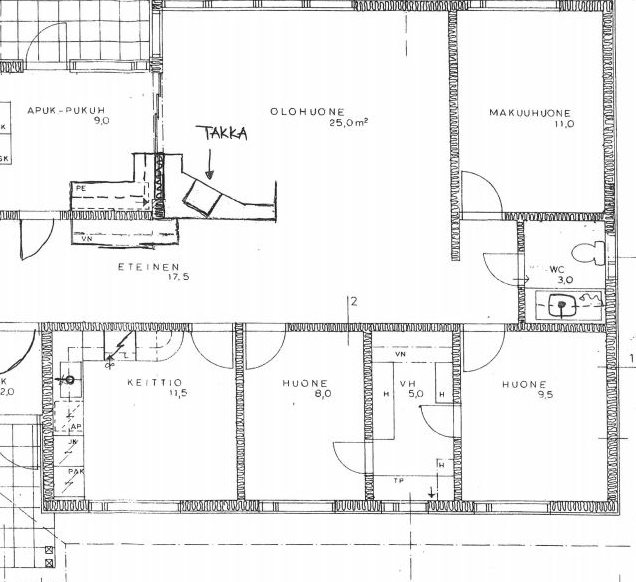 APUK-PUKUH
9,0
OLOHUONE
25,0 m²
MAKUUHUONE
11,0
TAKKA
K
SK
PE
VN
ETEINEN
17,5
WC
3,0
2
1
K
2,0
KEITTIO
11,5
HUONE
8,0
VN
VH
5,0
H
H
HUONE
9,5
AP
JK
PAK
H
TP